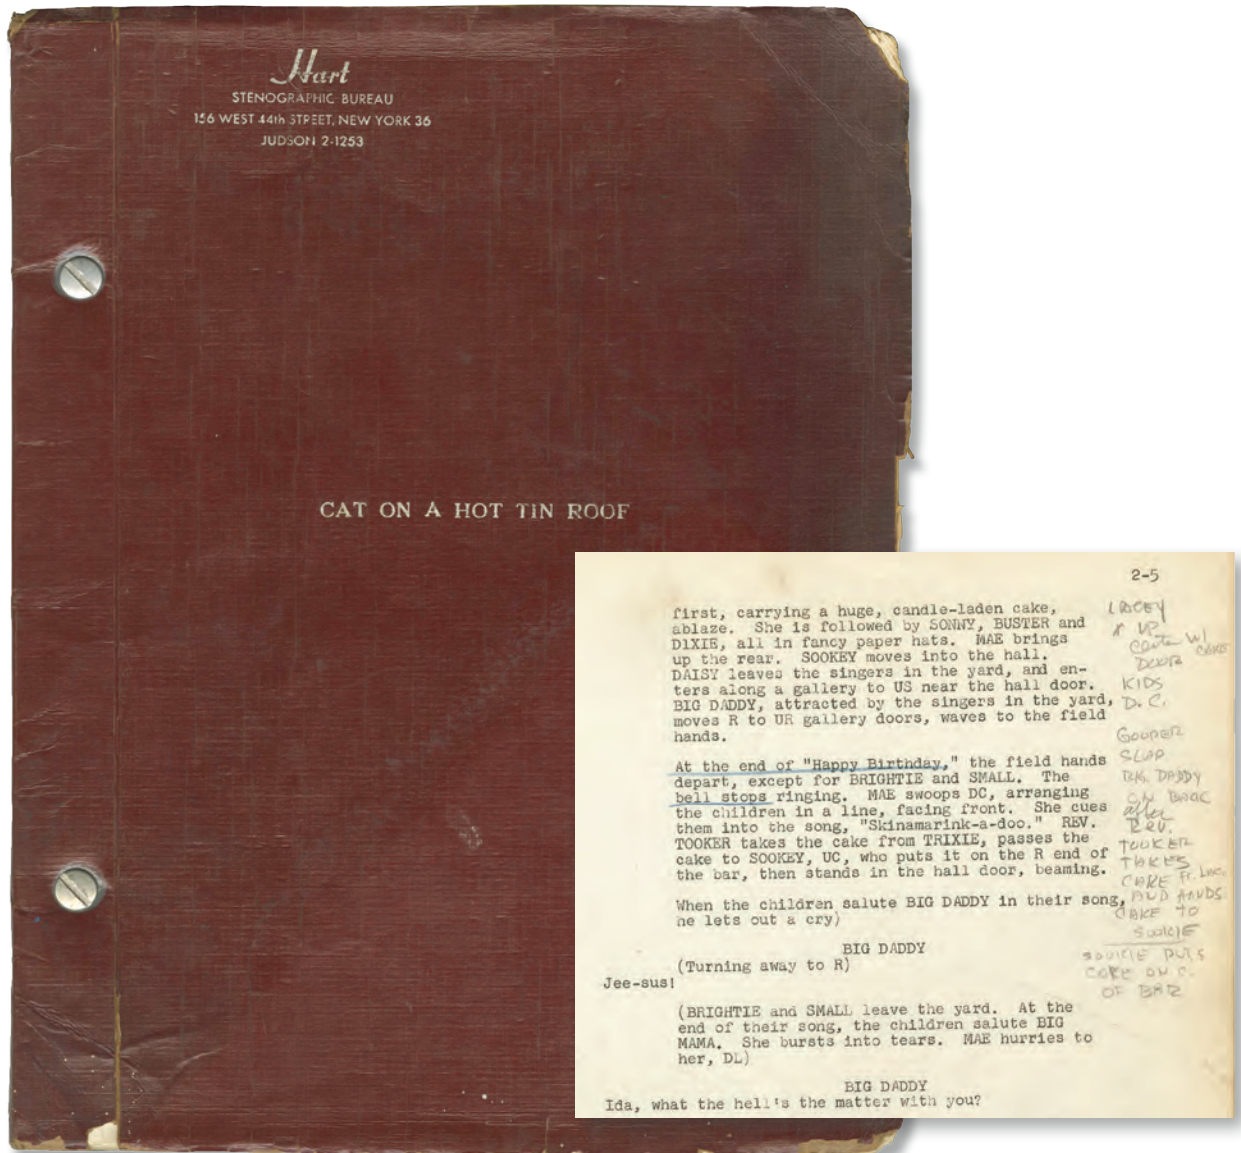 Hart
STENOGRAPHIC BUREAU
156 WEST 44th STREET, NEW YORK 36
JUDSON 2-1253
CAT ON A HOT TIN ROOF
2-5
first, carrying a huge, candle-laden cake,
ablaze. She is followed by SONNY, BUSTER and
DIXIE, all in fancy paper hats. MAE brings
up the rear. SOOKEY moves into the hall.
DAISY leaves the singers in the yard, and en-
ters along a gallery to US near the hall door.
BIG DADDY, attracted by the singers in the yard,
moves R to UR gallery doors, waves to the field
hands.
At the end of "Happy Birthday," the field hands
depart, except for BRIGHTIE and SMALL. The
bell stops ringing. MAE swoops DC, arranging
the children in a line, facing front. She cues
them into the song, "Skinamarink-a-doo." REV.
TOOKER takes the cake from TRIXIE, passes the
cake to SOOKEY, UC, who puts it on the R end of
the bar, then stands in the hall door, beaming.
When the children salute BIG DADDY in their song,
he lets out a cry)
BIG DADDY
(Turning away to R)
Jee-sus!
(BRIGHTIE and SMALL leave the yard. At the
end of their song, the children salute BIG
MAMA. She bursts into tears. MAE hurries to
her, DL)
BIG DADDY
Ida, what the hell's the matter with you?
LACEY
UP
Center W/
CAKE
DOOR
KIDS
D. C.
GOOPER
SLAP
BIG DADDY
ON BACK
after
REV.
TOOKER
TAKES
CAKE Fr. Lac.
AND HANDS
CAKE TO
SOOKIE
SOOKIE PUTS
CAKE ON C.
OF BAR